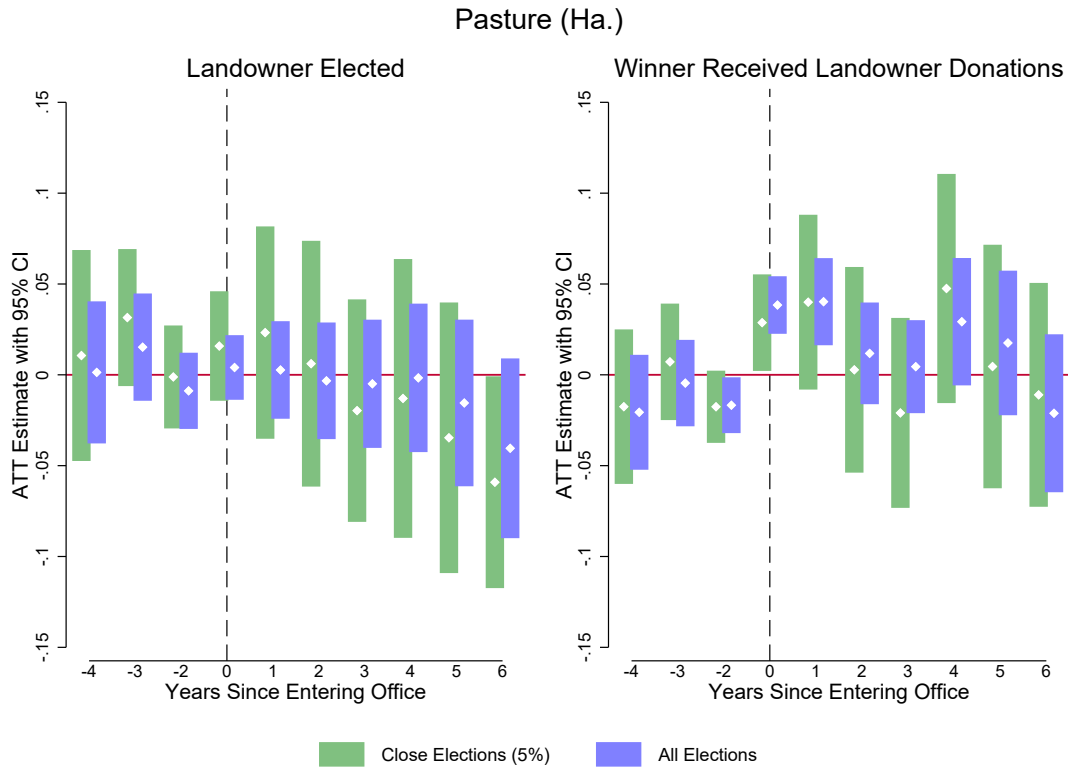 Pasture (Ha.)
Landowner Elected
.15
.1
.05
0
-.05
-.1
-.15
ATT Estimate with 95% CI
-4 -3 -2 0 1 2 3 4 5 6
Years Since Entering Office
Winner Received Landowner Donations
.15
.1
.05
0
-.05
-.1
-.15
ATT Estimate with 95% CI
-4 -3 -2 0 1 2 3 4 5 6
Years Since Entering Office
Close Elections (5%) All Elections